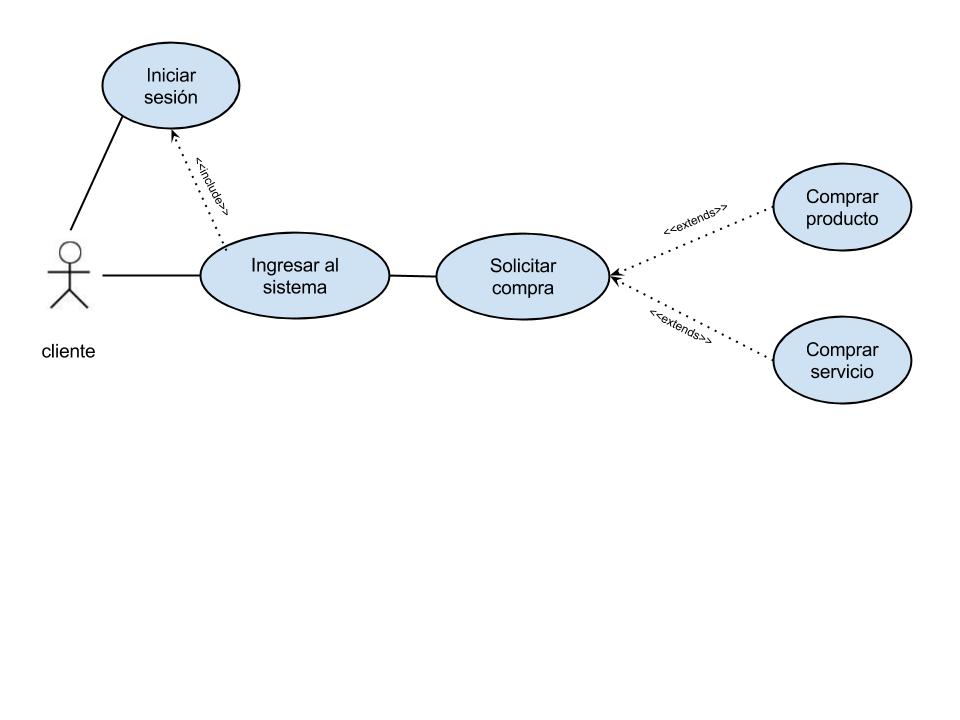 Iniciar
sesión
<<include>>
Comprar
producto
<<extends>>
Ingresar al
sistema
Solicitar
compra
<<extends>>
cliente
Comprar
servicio